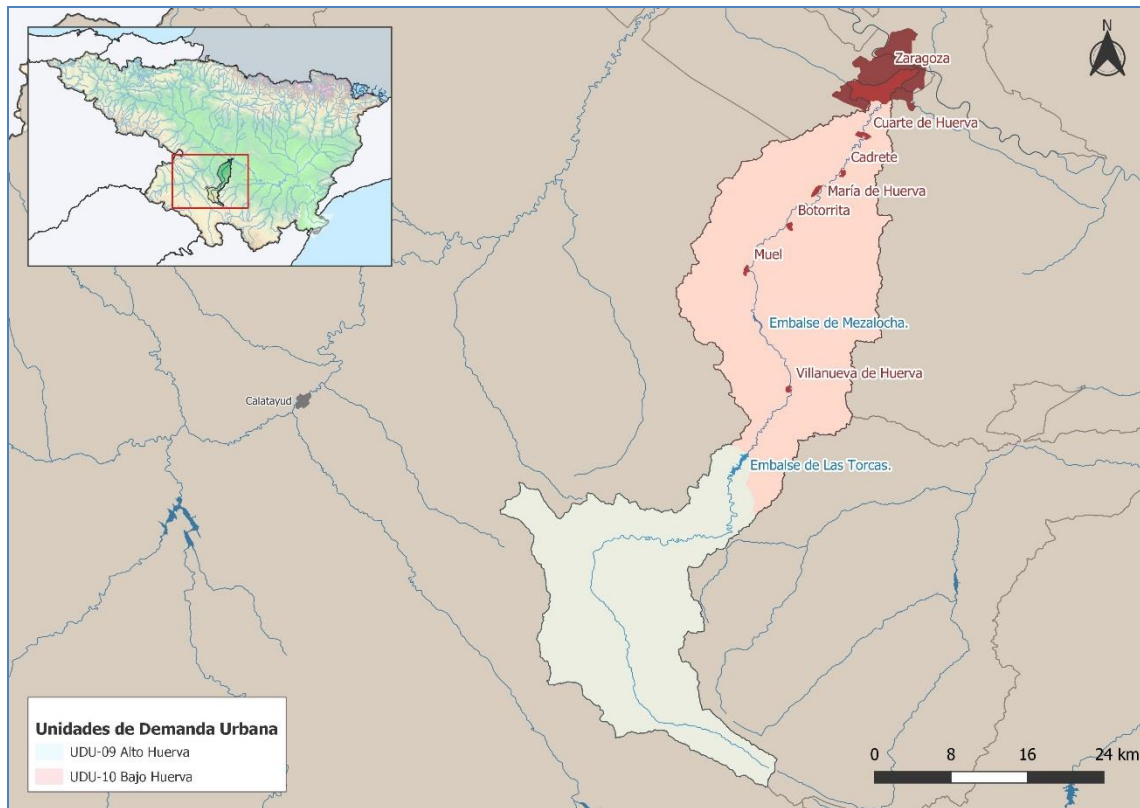 N
Zaragoza
Cuarte de Huerva
Cadrete
María de Huerva
Botorrita
Muel
Embalse de Mezalocha.
Villanueva de Huerva
Calatayud
Embalse de Las Torcas.
Unidades de Demanda Urbana
UDU-09 Alto Huerva
UDU-10 Bajo Huerva
0 8 16 24 km